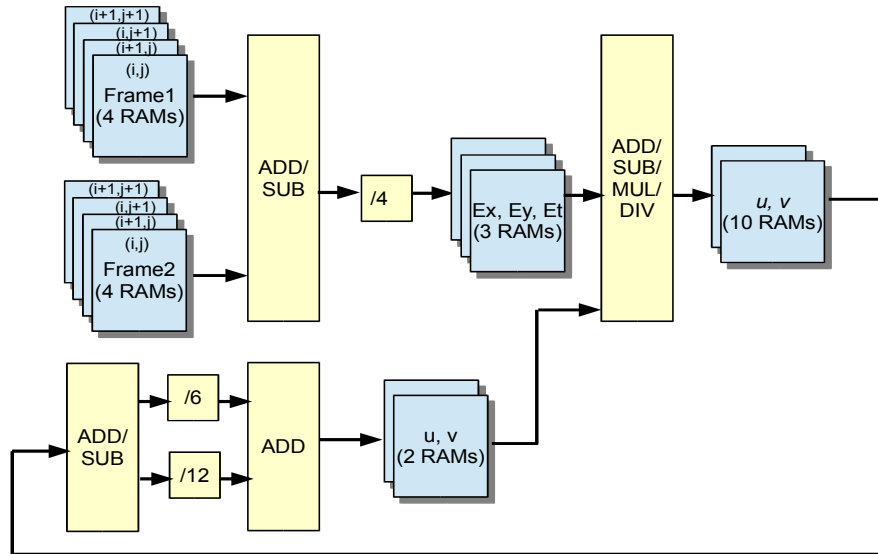 (i+1,j+1)
(i,j+1)
(i+1,j)
(i,j)
Frame1
(4 RAMs)
(i+1,j+1)
(i,j+1)
(i+1,j)
(i,j)
Frame2
(4 RAMs)
ADD/
SUB
/4
Ex, Ey, Et
(3 RAMs)
ADD/
SUB/
MUL/
DIV
u, v
(10 RAMs)
ADD/
SUB
/6
/12
ADD
u, v
(2 RAMs)